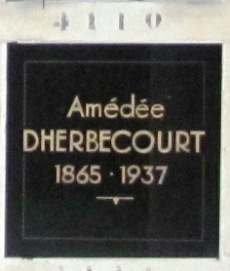 4110
Amédée
DHERBECOURT
1865 · 1937